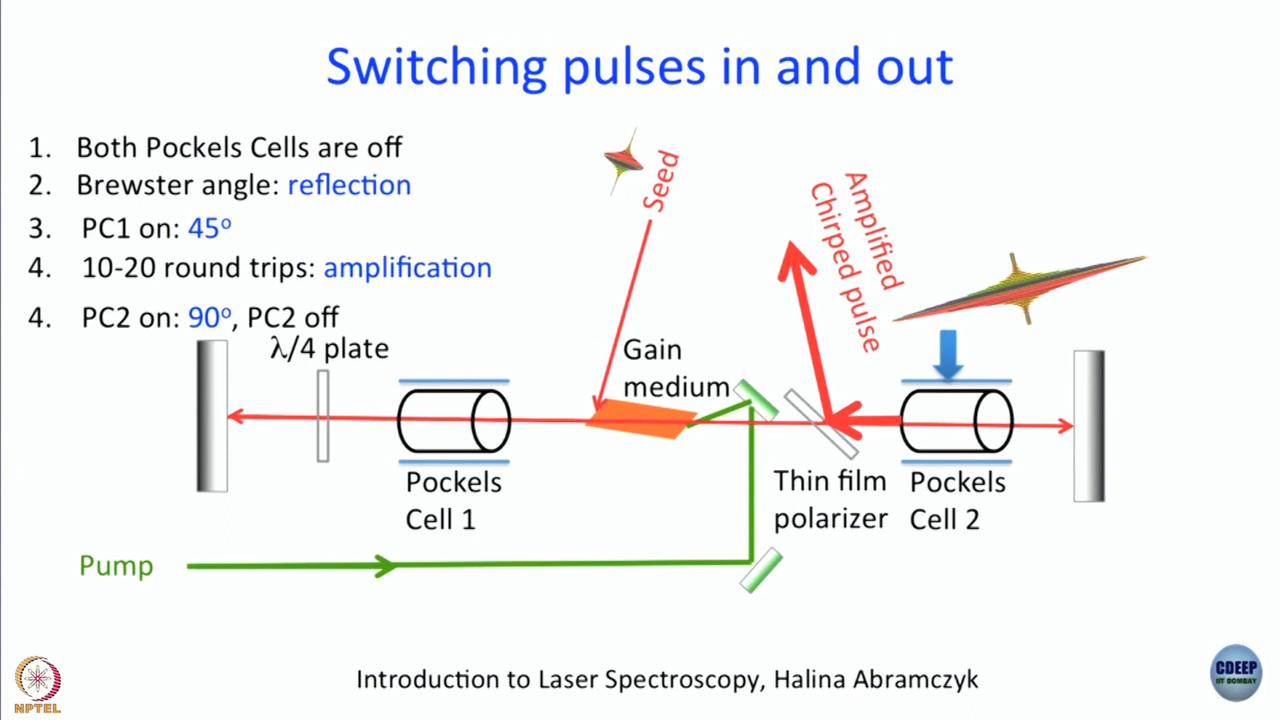 Switching pulses in and out
1. Both Pockels Cells are off
2. Brewster angle: reflection
3. PC1 on: 45º
4. 10-20 round trips: amplification
4. PC2 on: 90º, PC2 off
λ/4 plate
Seed
Amplified
Chirped pulse
Gain
medium
Pockels
Cell 1
Thin film
polarizer
Pockels
Cell 2
Pump
Introduction to Laser Spectroscopy, Halina Abramczyk
NPTEL
CDEEP
IIT BOMBAY